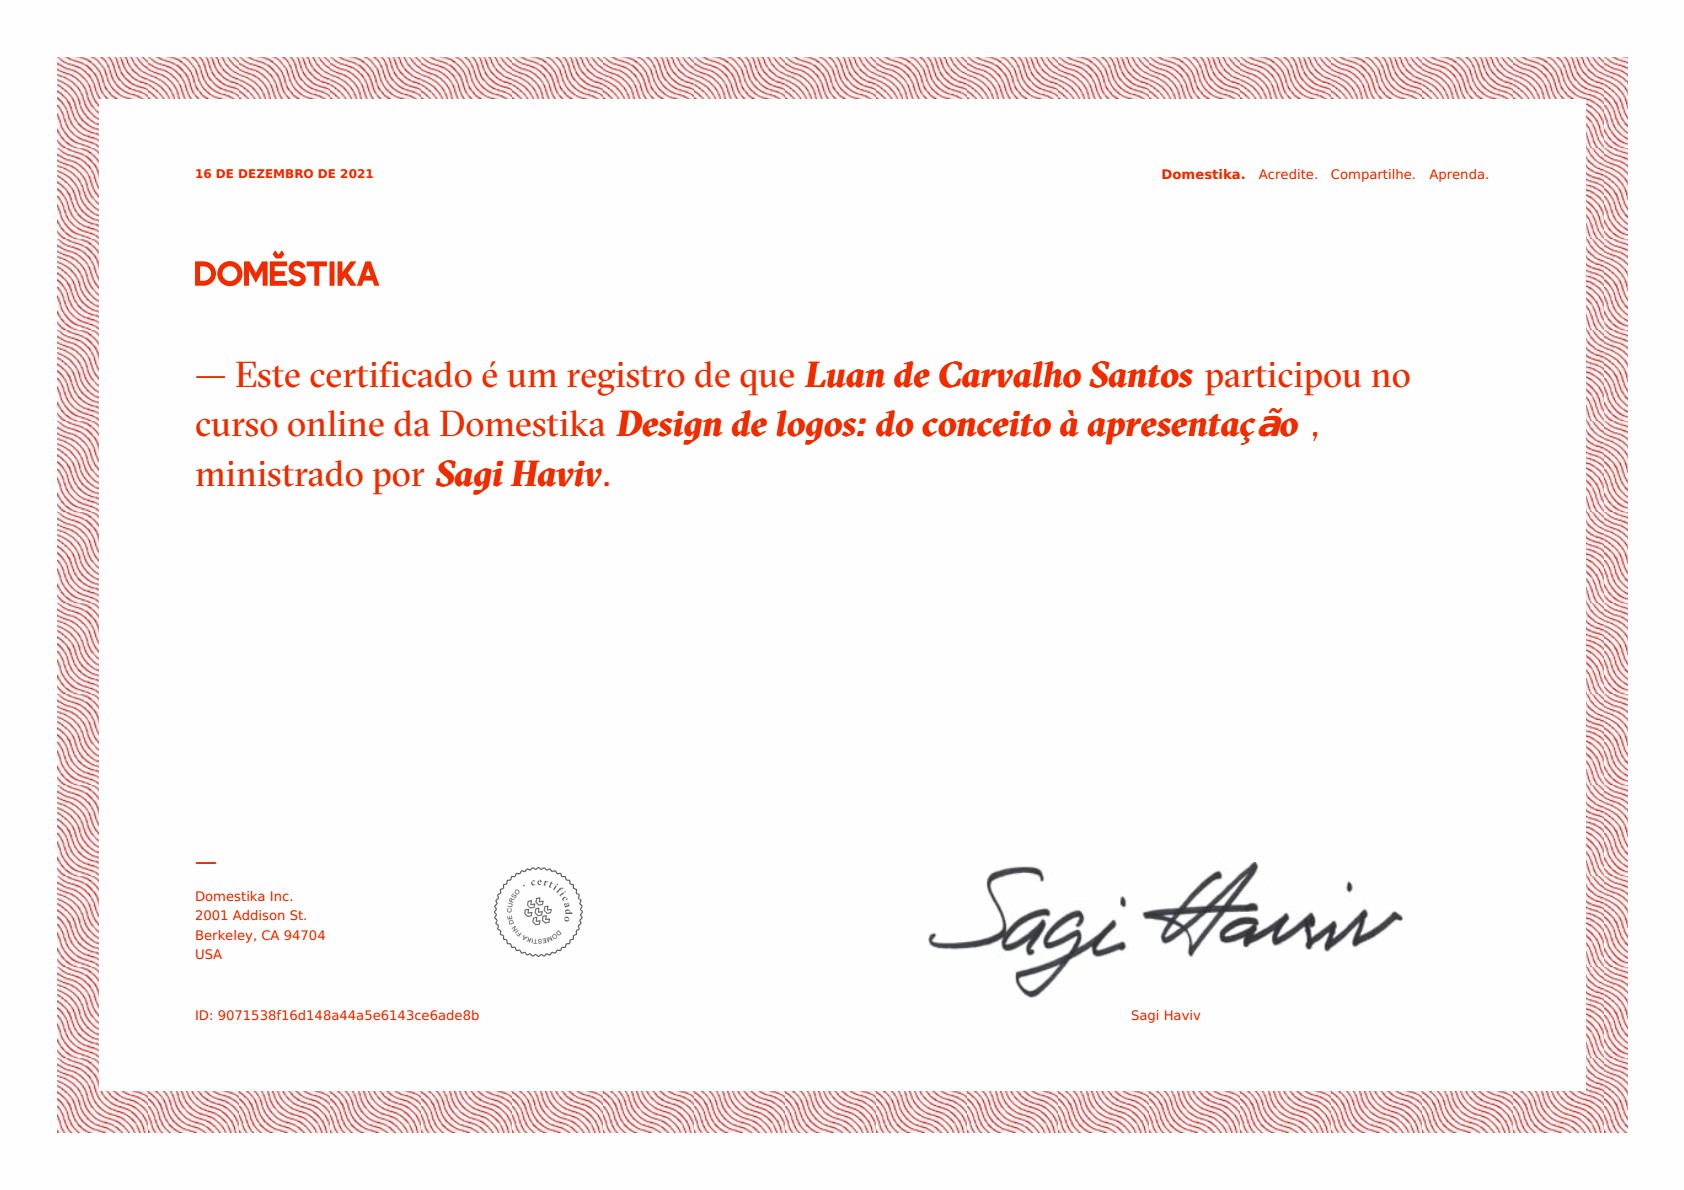 16 DE DEZEMBRO DE 2021
Domestika. Acredite. Compartilhe. Aprenda.
DOMĔSTIKA
— Este certificado é um registro de que Luan de Carvalho Santos participou no
curso online da Domestika Design de logos: do conceito à apresentação ,
ministrado por Sagi Haviv.
—
Domestika Inc.
2001 Addison St.
Berkeley, CA 94704
USA
certificado
DOMESTIKA FIN DE CURSO
Sagi Haviv
ID: 9071538f16d148a44a5e6143ce6ade8b
Sagi Haviv